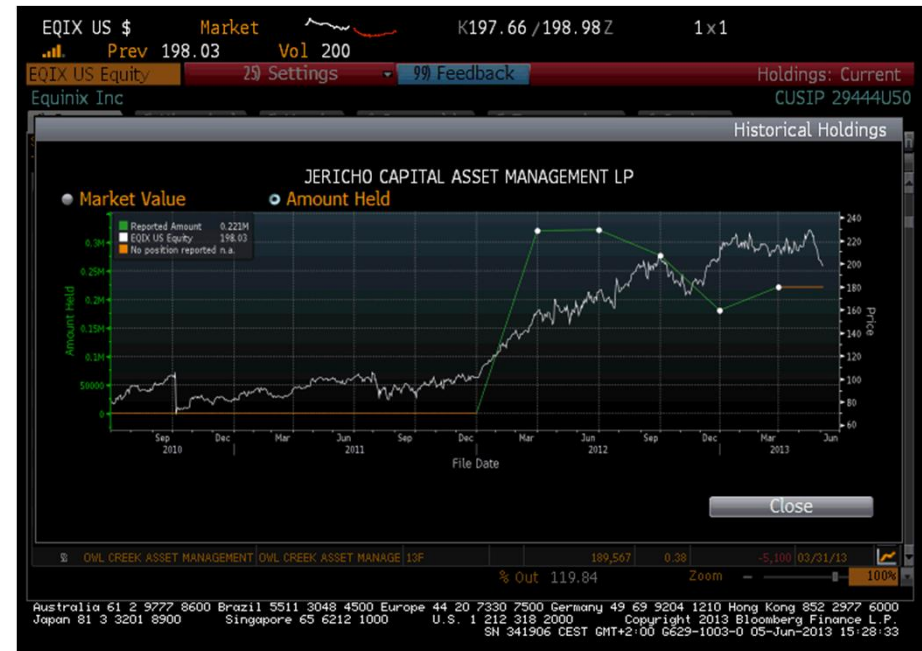 EQIX US $ Market K197.66/198.98Z 1x1
Prev 198.03 Vol 200
EQIX US Equity 25) Settings 99) Feedback Holdings: Current
Equinix Inc CUSIP 29444U50
Historical Holdings
JERICHO CAPITAL ASSET MANAGEMENT LP
Market Value Amount Held
Reported Amount 0.221M
EQIX US Equity 198.03
No position reported n.a.
Amount Held
0.3M
0.25M
0.2M
0.15M
0.1M
50000
0
240
220
200
180
160
140
120
100
80
60
Price
Sep Dec Mar Jun Sep Dec Mar Jun Sep Dec Mar Jun
2010 2011 2012 2013
File Date
Close
OWL CREEK ASSET MANAGEMENT OWL CREEK ASSET MANAGE 13F 189,567 0.38 -5,100 03/31/13
% Out 119.84 Zoom 100%
Australia 61 2 9777 8600 Brazil 5511 3048 4500 Europe 44 20 7330 7500 Germany 49 69 9204 1210 Hong Kong 852 2977 6000
Japan 81 3 3201 8900 Singapore 65 6212 1000 U.S. 1 212 318 2000 Copyright 2013 Bloomberg Finance L.P.
SN 341906 CEST GMT+2:00 G629-1003-0 05-Jun-2013 15:28:33